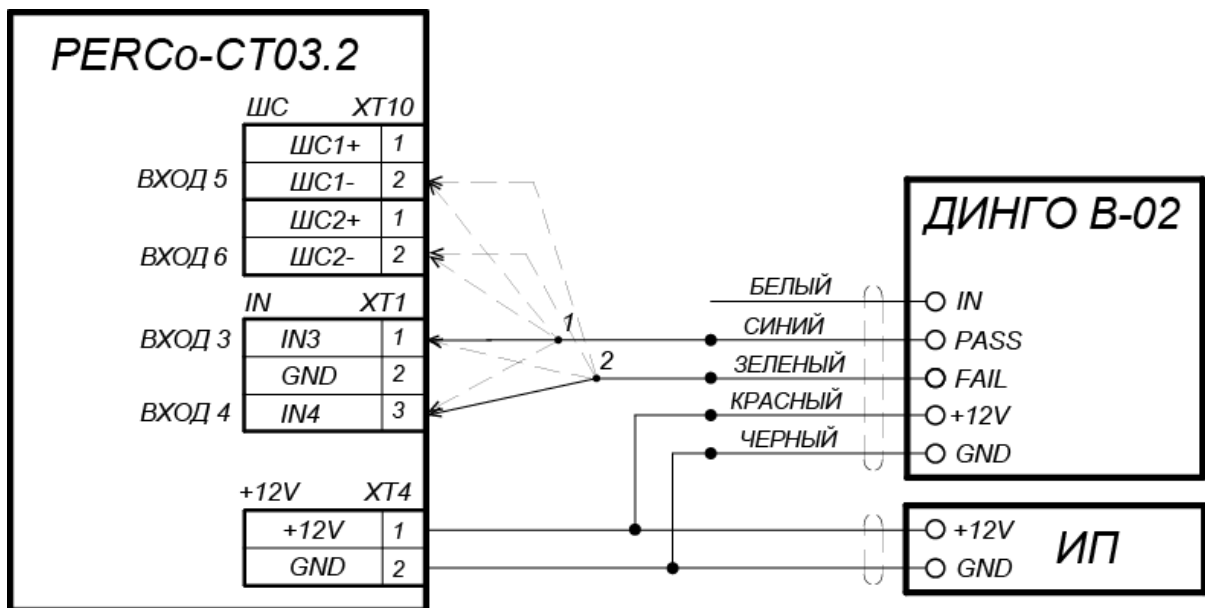 PERCo-CT03.2
ШС XT10
ШС1+ 1
ВХОД 5 ШС1- 2
ШС2+ 1
ВХОД 6 ШС2- 2
IN XT1
ВХОД 3 IN3 1
GND 2
ВХОД 4 IN4 3
+12V XT4
+12V 1
GND 2
1
2
БЕЛЫЙ
СИНИЙ
ЗЕЛЕНЫЙ
КРАСНЫЙ
ЧЕРНЫЙ
ДИНГО В-02
IN
PASS
FAIL
+12V
GND
+12V
GND
ИП